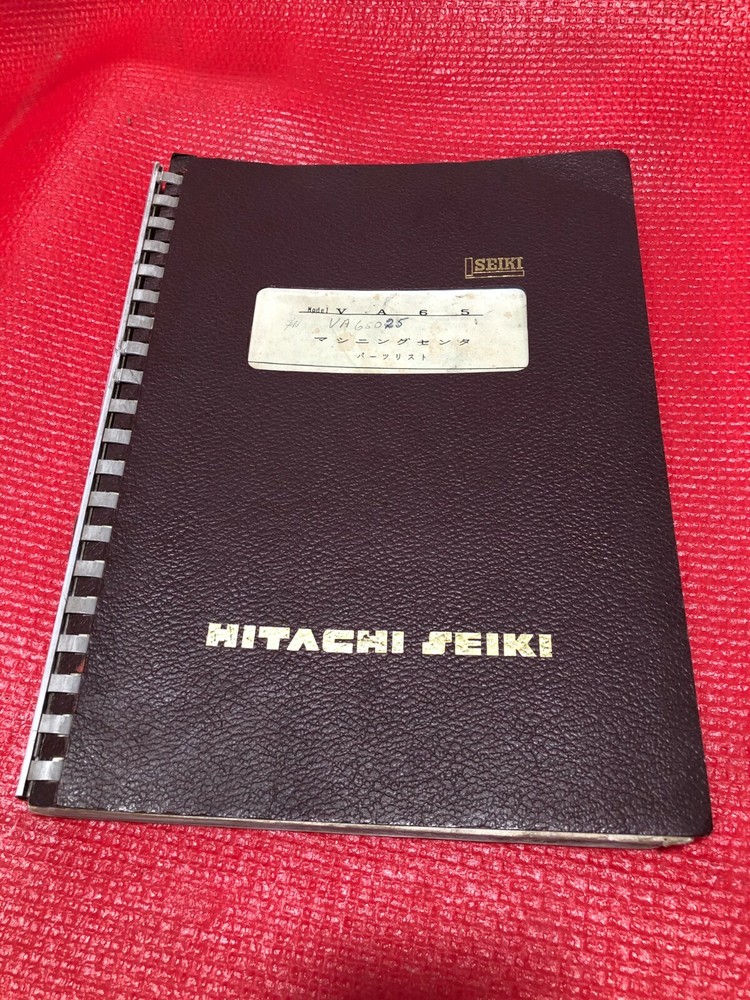 SEIKI
Model V A 6 5
VA65025
マシニングセンタ
パーツリスト
HITACHI SEIKI